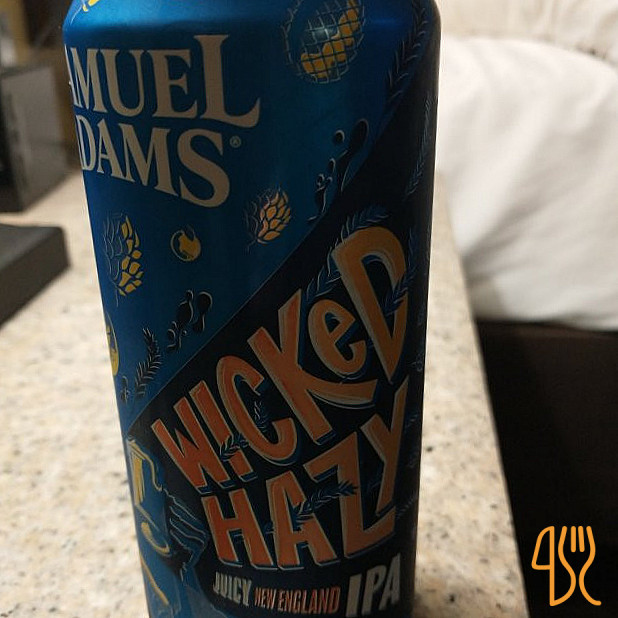 AMUEL
DAMS®
WICKeD
HAZY
JUICY NEW ENGLAND IPA